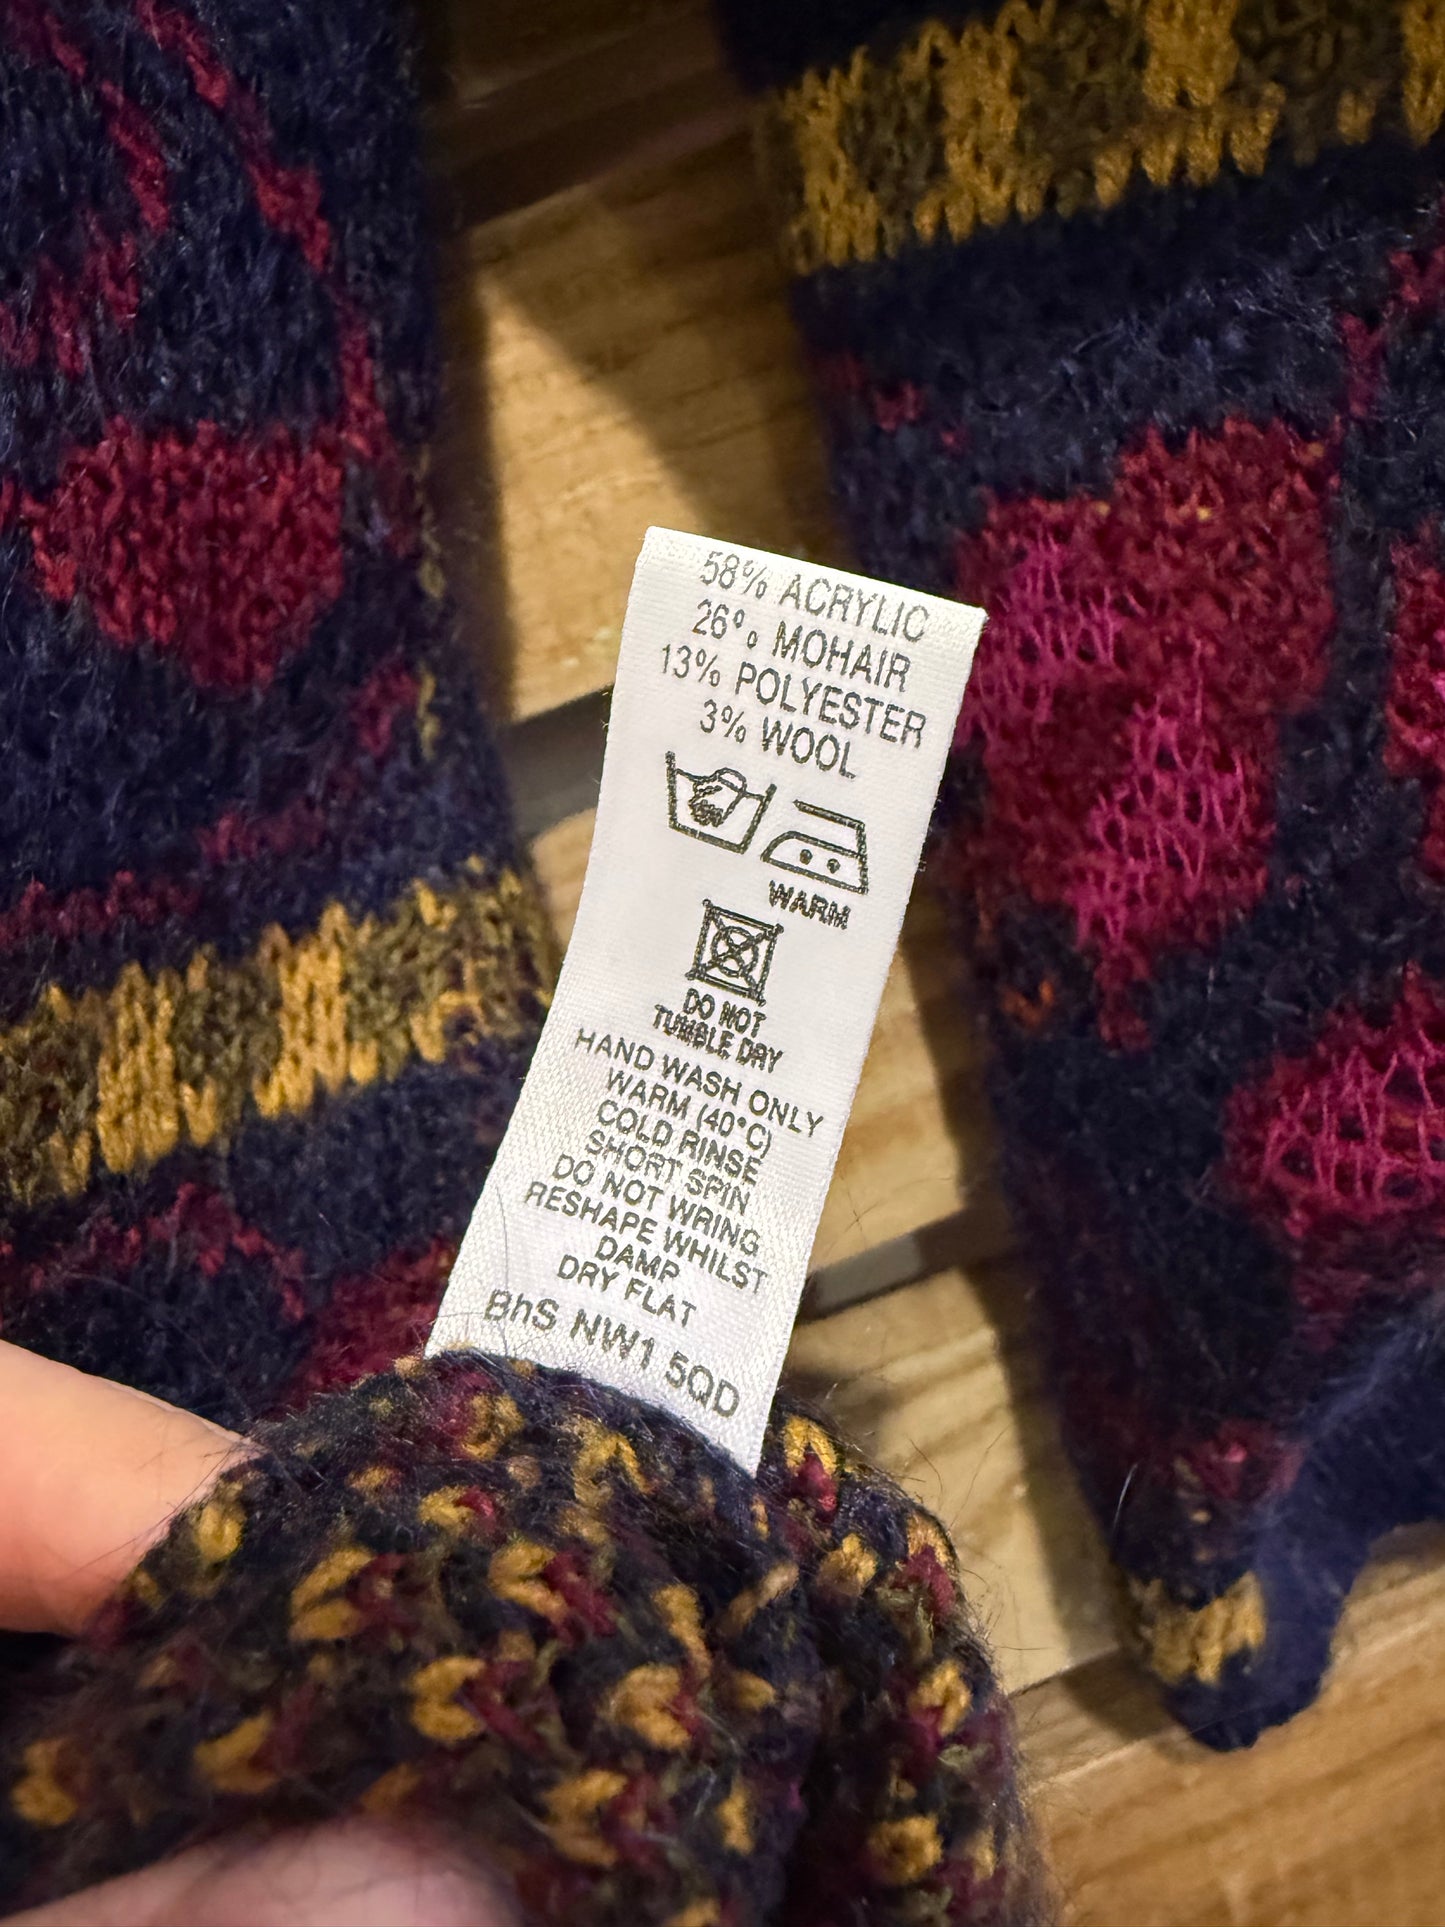 58% ACRYLIC
26% MOHAIR
13% POLYESTER
3% WOOL
WARM
DO NOT
TUMBLE DRY
HAND WASH ONLY
WARM (40°C)
COLD RINSE
SHORT SPIN
DO NOT WRING
RESHAPE WHILST
DAMP
DRY FLAT
BhS NW1 5QD